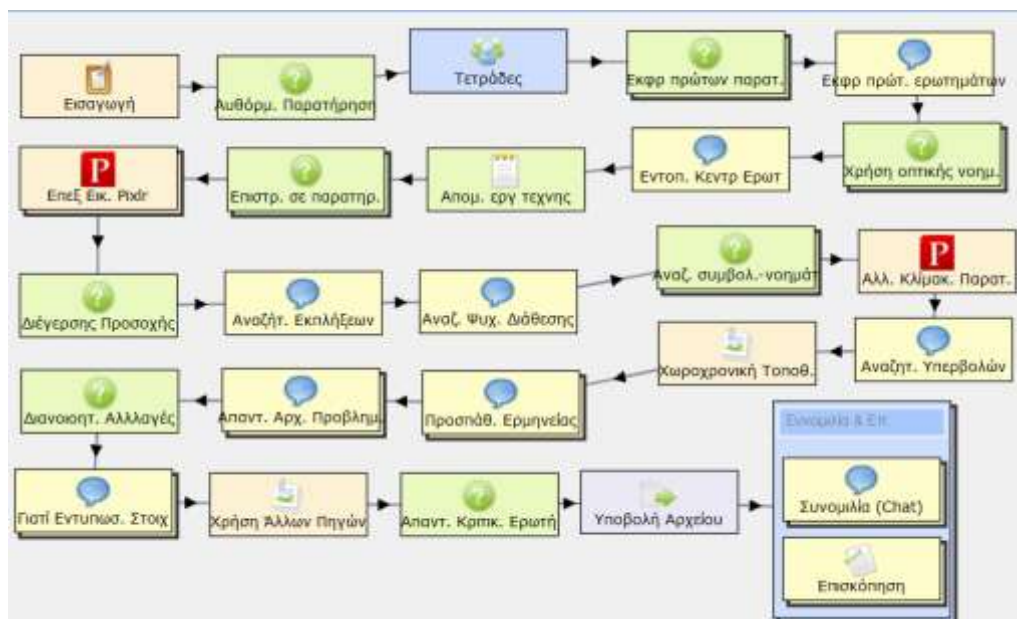 Εισαγωγή
Αυθόρμ. Παρατήρηση
Τετράδες
Εκφρ πρώτων παρατ.
Εκφρ πρώτ. ερωτημάτων
Χρήση οπτικής νοημ.
Εντοπ. Κεντρ Ερωτ
Απομ. εργ τεχνης
Επιστρ. σε παρατηρ.
P
Επεξ Εικ. Pixlr
Διέγερσης Προσοχής
Αναζήτ. Εκπλήξεων
Αναζ. Ψυχ. Διάθεσης
Αναζ. συμβολ.-νοημάτ
P
Αλλ. Κλίμακ. Παρατ.
Αναζητ. Υπερβολών
Χωροχρονική Τοποθ.
Προσπάθ. Ερμηνείας
Απαντ. Αρχ. Προβλημ.
Διανοιοητ. Αλλλαγές
Γιατί Εντυπωσ. Στοιχ
Χρήση Άλλων Πηγών
Απαντ. Κριτικ. Ερωτή
Υποβολή Αρχείου
Συνομιλία & Επ.
Συνομιλία (Chat)
Επισκόπηση